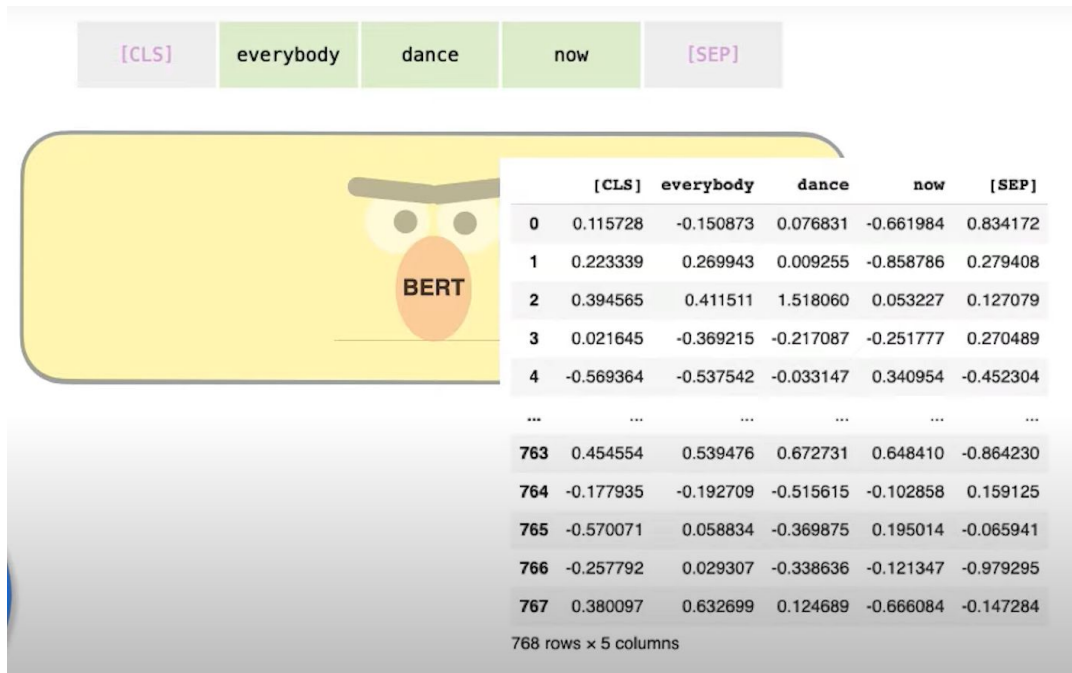 [CLS] everybody dance now [SEP]
BERT
[CLS] everybody dance now [SEP]
0 0.115728 -0.150873 0.076831 -0.661984 0.834172
1 0.223339 0.269943 0.009255 -0.858786 0.279408
2 0.394565 0.411511 1.518060 0.053227 0.127079
3 0.021645 -0.369215 -0.217087 -0.251777 0.270489
4 -0.569364 -0.537542 -0.033147 0.340954 -0.452304
... ... ... ... ... ...
763 0.454554 0.539476 0.672731 0.648410 -0.864230
764 -0.177935 -0.192709 -0.515615 -0.102858 0.159125
765 -0.570071 0.058834 -0.369875 0.195014 -0.065941
766 -0.257792 0.029307 -0.338636 -0.121347 -0.979295
767 0.380097 0.632699 0.124689 -0.666084 -0.147284
768 rows × 5 columns